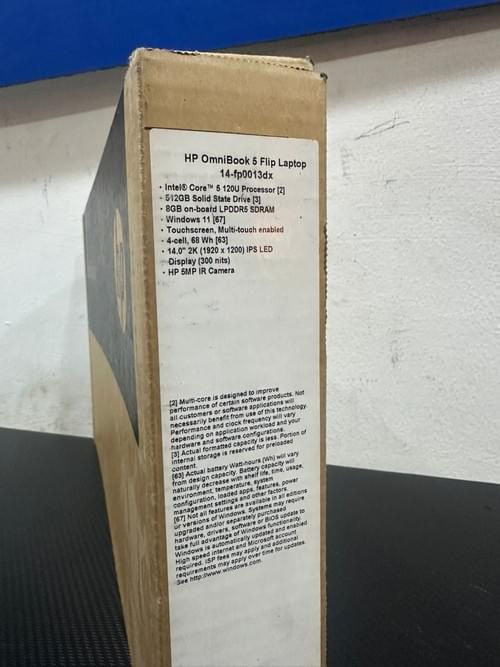 HP OmniBook 5 Flip Laptop
14-fp0013dx
• Intel® Core™ 5 120U Processor [2]
• 512GB Solid State Drive [3]
• 8GB on-board LPDDR5 SDRAM
• Windows 11 [67]
• Touchscreen, Multi-touch enabled
• 4-cell, 68 Wh [63]
• 14.0" 2K (1920 x 1200) IPS LED
Display (300 nits)
• HP 5MP IR Camera
[2] Multi-core is designed to improve
performance of certain software products. Not
all customers or software applications will
necessarily benefit from use of this technology.
Performance and clock frequency will vary
depending on application workload and your
hardware and software configurations.
[3] Actual formatted capacity is less. Portion of
internal storage is reserved for preloaded
content.
[63] Actual battery Watt-hours (Wh) will vary
from design capacity. Battery capacity will
naturally decrease with shelf life, time, usage,
environment, temperature, system
configuration, loaded apps, features, power
management settings and other factors.
[67] Not all features are available in all editions
or versions of Windows. Systems may require
upgraded and/or separately purchased
hardware, drivers, software or BIOS update to
take full advantage of Windows functionality.
Windows is automatically updated and enabled
High speed internet and Microsoft account
required. ISP fees may apply and additional
requirements may apply over time for updates.
See http://www.windows.com.